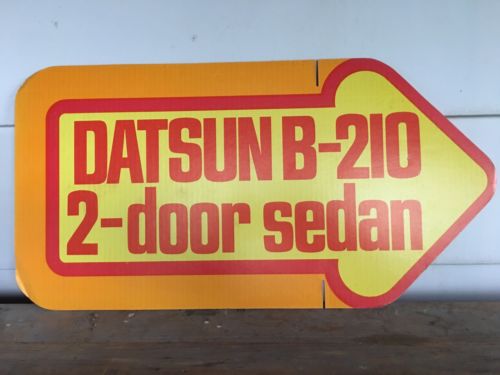 DATSUN B-210
2-door sedan